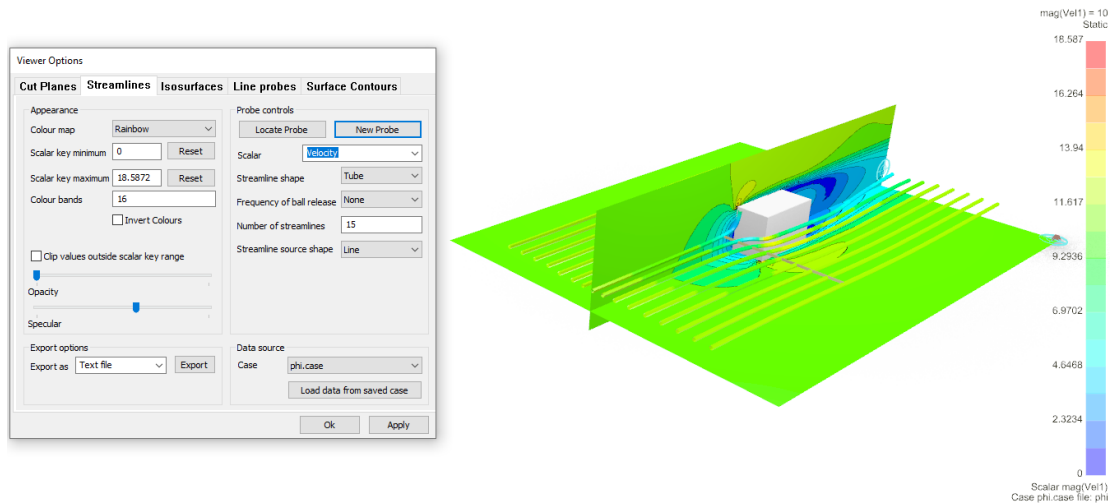 Viewer Options
Cut Planes Streamlines Isosurfaces Line probes Surface Contours
Appearance
Colour map Rainbow
Scalar key minimum 0 Reset
Scalar key maximum 18.5872 Reset
Colour bands 16
Invert Colours
Clip values outside scalar key range
Opacity
Specular
Probe controls
Locate Probe New Probe
Scalar Velocity
Streamline shape Tube
Frequency of ball release None
Number of streamlines 15
Streamline source shape Line
Export options
Export as Text file Export
Data source
Case phi.case
Load data from saved case
Ok Apply
mag(Vel1) = 10
Static
18.587
16.264
13.94
11.617
9.2936
6.9702
4.6468
2.3234
0
Scalar mag(Vel1)
Case phi.case file: phi